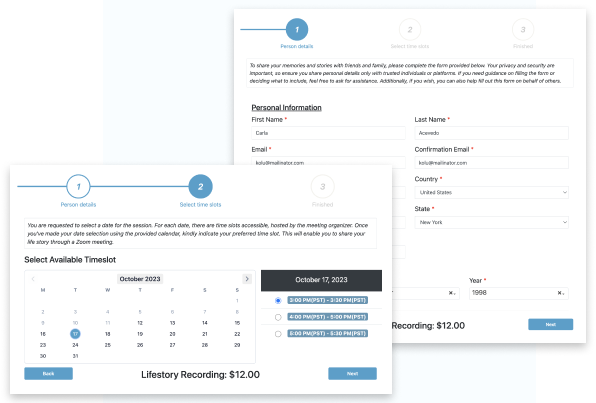 1
2
3
Person details
Select time slots
Finished
To share your memories and stories with friends and family, please complete the form provided below. Your privacy and security are
important, so ensure you share personal details only with trusted individuals or platforms. If you need guidance on filling the form or
deciding what to include, feel free to ask for assistance. Additionally, if you wish, you can also help fill out this form on behalf of others.
Personal Information
First Name *
Last Name *
Carla
Acevedo
Email *
Confirmation Email *
kolu@mailinator.com
kolu@mailinator.com
Country *
United States
State *
New York
Year *
1998
Recording: $12.00
Next
1
2
3
Person details
Select time slots
Finished
You are requested to select a date for the session. For each date, there are time slots accessible, hosted by the meeting organizer. Once
you've made your date selection using the provided calendar, kindly indicate your preferred time slot. This will enable you to share your
life story through a Zoom meeting.
Select Available Timeslot
October 2023
M T W T F S S
1
2 3 4 5 6 7 8
9 10 11 12 13 14 15
16 17 18 19 20 21 22
23 24 25 26 27 28 29
30 31
October 17, 2023
3:00 PM(PST) - 3:30 PM(PST)
4:00 PM(PST) - 5:00 PM(PST)
5:00 PM(PST) - 5:30 PM(PST)
Back
Lifestory Recording: $12.00
Next